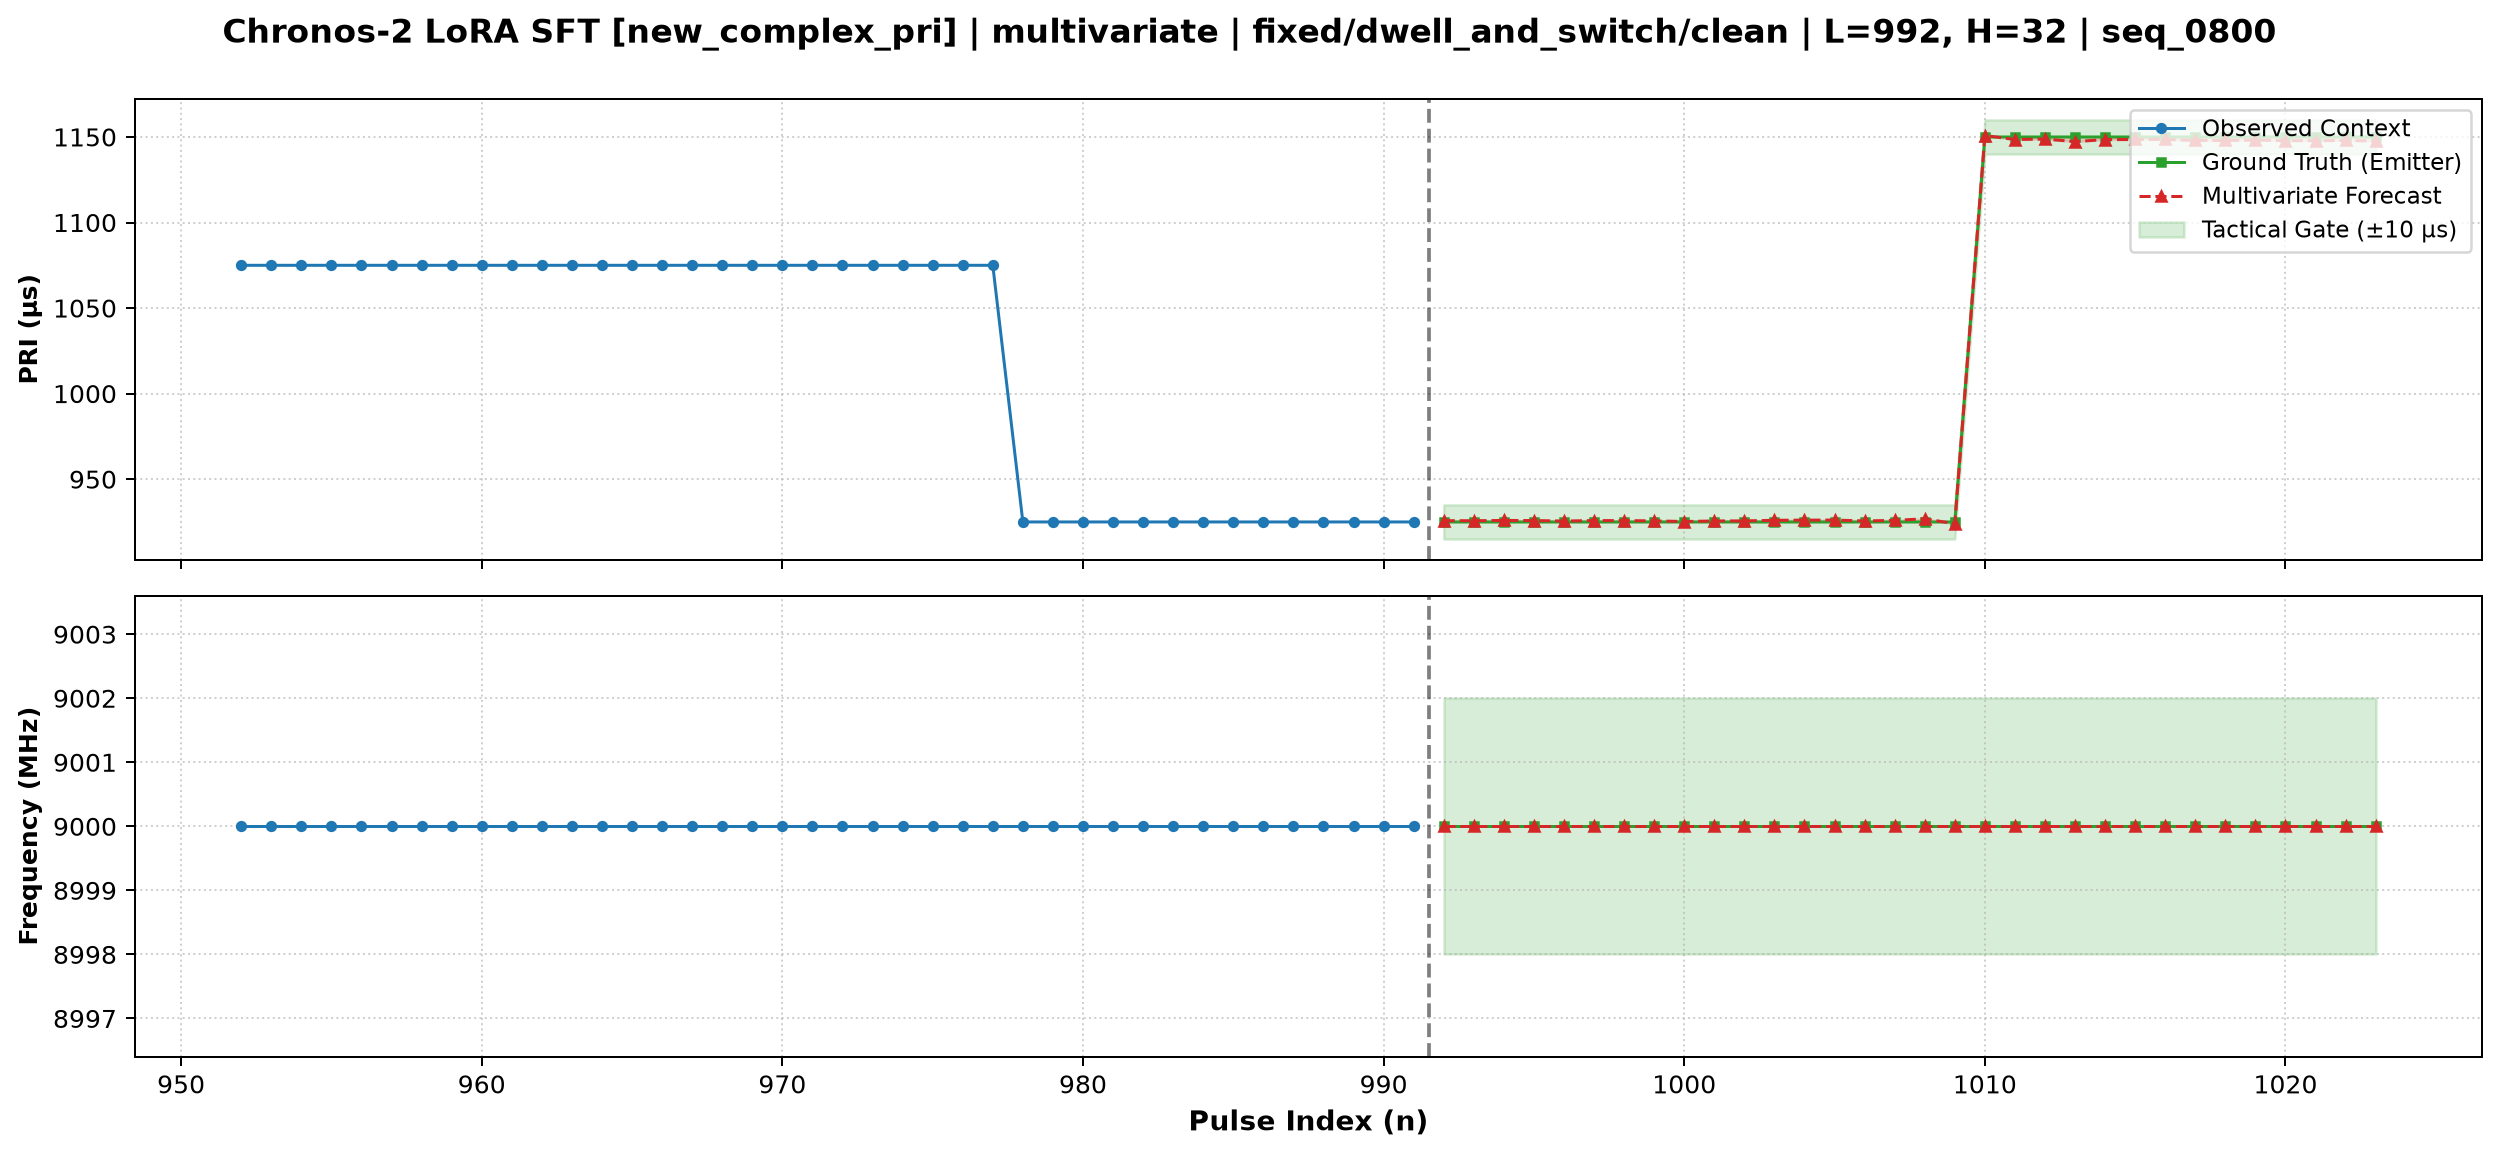 Chronos-2 LoRA SFT [new_complex_pri] | multivariate | fixed/dwell_and_switch/clean | L=992, H=32 | seq_0800
PRI (µs)
1150
1100
1050
1000
950
Observed Context
Ground Truth (Emitter)
Multivariate Forecast
Tactical Gate (±10 µs)
Frequency (MHz)
9003
9002
9001
9000
8999
8998
8997
950 960 970 980 990 1000 1010 1020
Pulse Index (n)